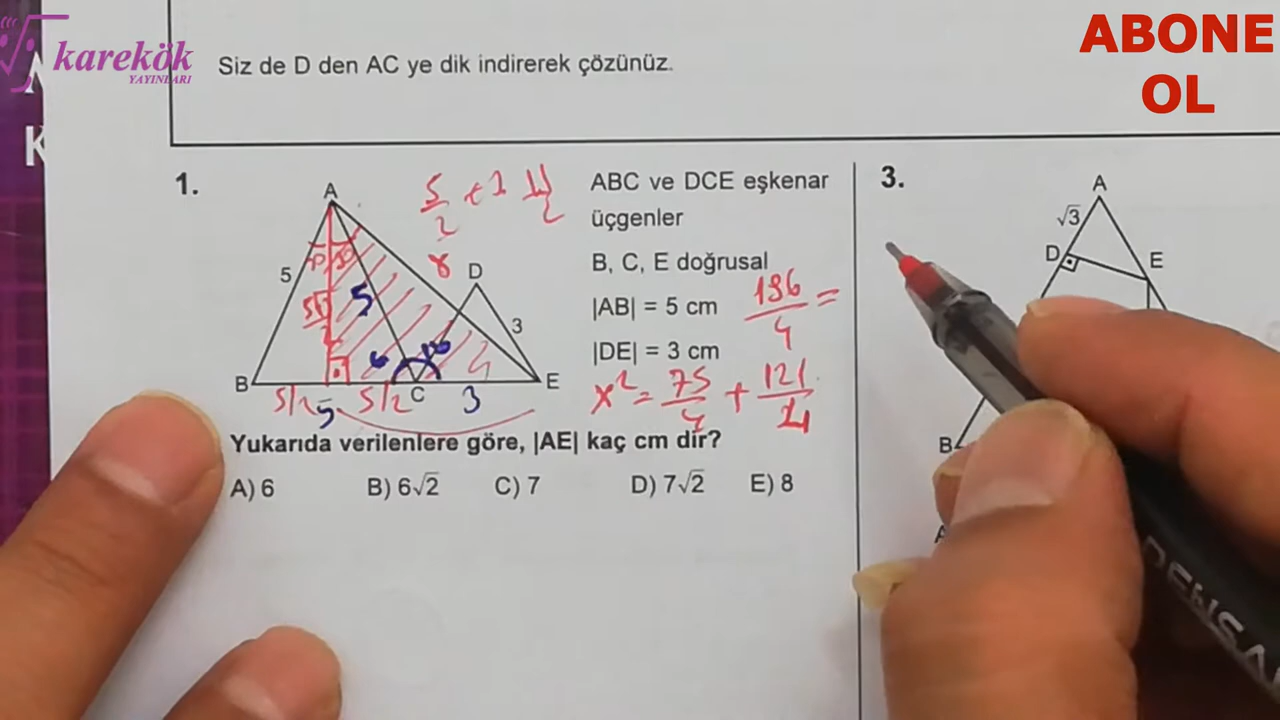 karekök
YAYINLARI
ABONE
OL
Siz de D den AC ye dik indirerek çözünüz.
1.
A
5
B
C
D
3
E
5
3
5/2
5/2
5/2 + 3
11/2
ABC ve DCE eşkenar
üçgenler
B, C, E doğrusal
|AB| = 5 cm
|DE| = 3 cm
196/4 =
x² = 75/4 + 121/4
Yukarıda verilenlere göre, |AE| kaç cm dir?
A) 6 B) 6√2 C) 7 D) 7√2 E) 8
3.
A
√3
D
E
B
DENSA